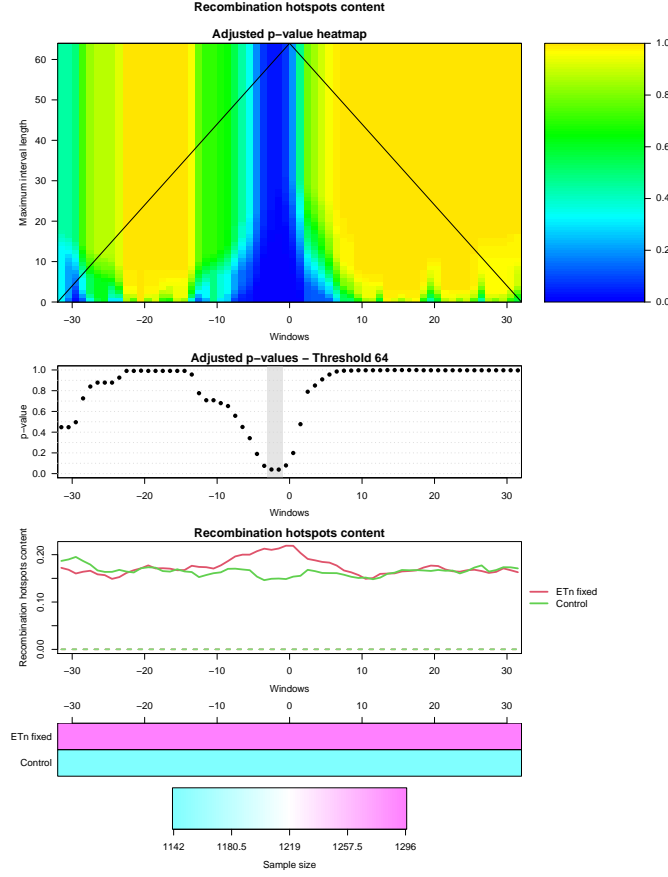 Recombination hotspots content
Adjusted p−value heatmap
Maximum interval length
0 10 20 30 40 50 60
−30 −20 −10 0 10 20 30
Windows
0.0 0.2 0.4 0.6 0.8 1.0
Adjusted p−values − Threshold 64
p−value
0.0 0.2 0.4 0.6 0.8 1.0
−30 −20 −10 0 10 20 30
Windows
Recombination hotspots content
Recombination hotspots content
0.00 0.10 0.20
−30 −20 −10 0 10 20 30
Windows
ETn fixed
Control
−30 −20 −10 0 10 20 30
ETn fixed
Control
1142 1180.5 1219 1257.5 1296
Sample size